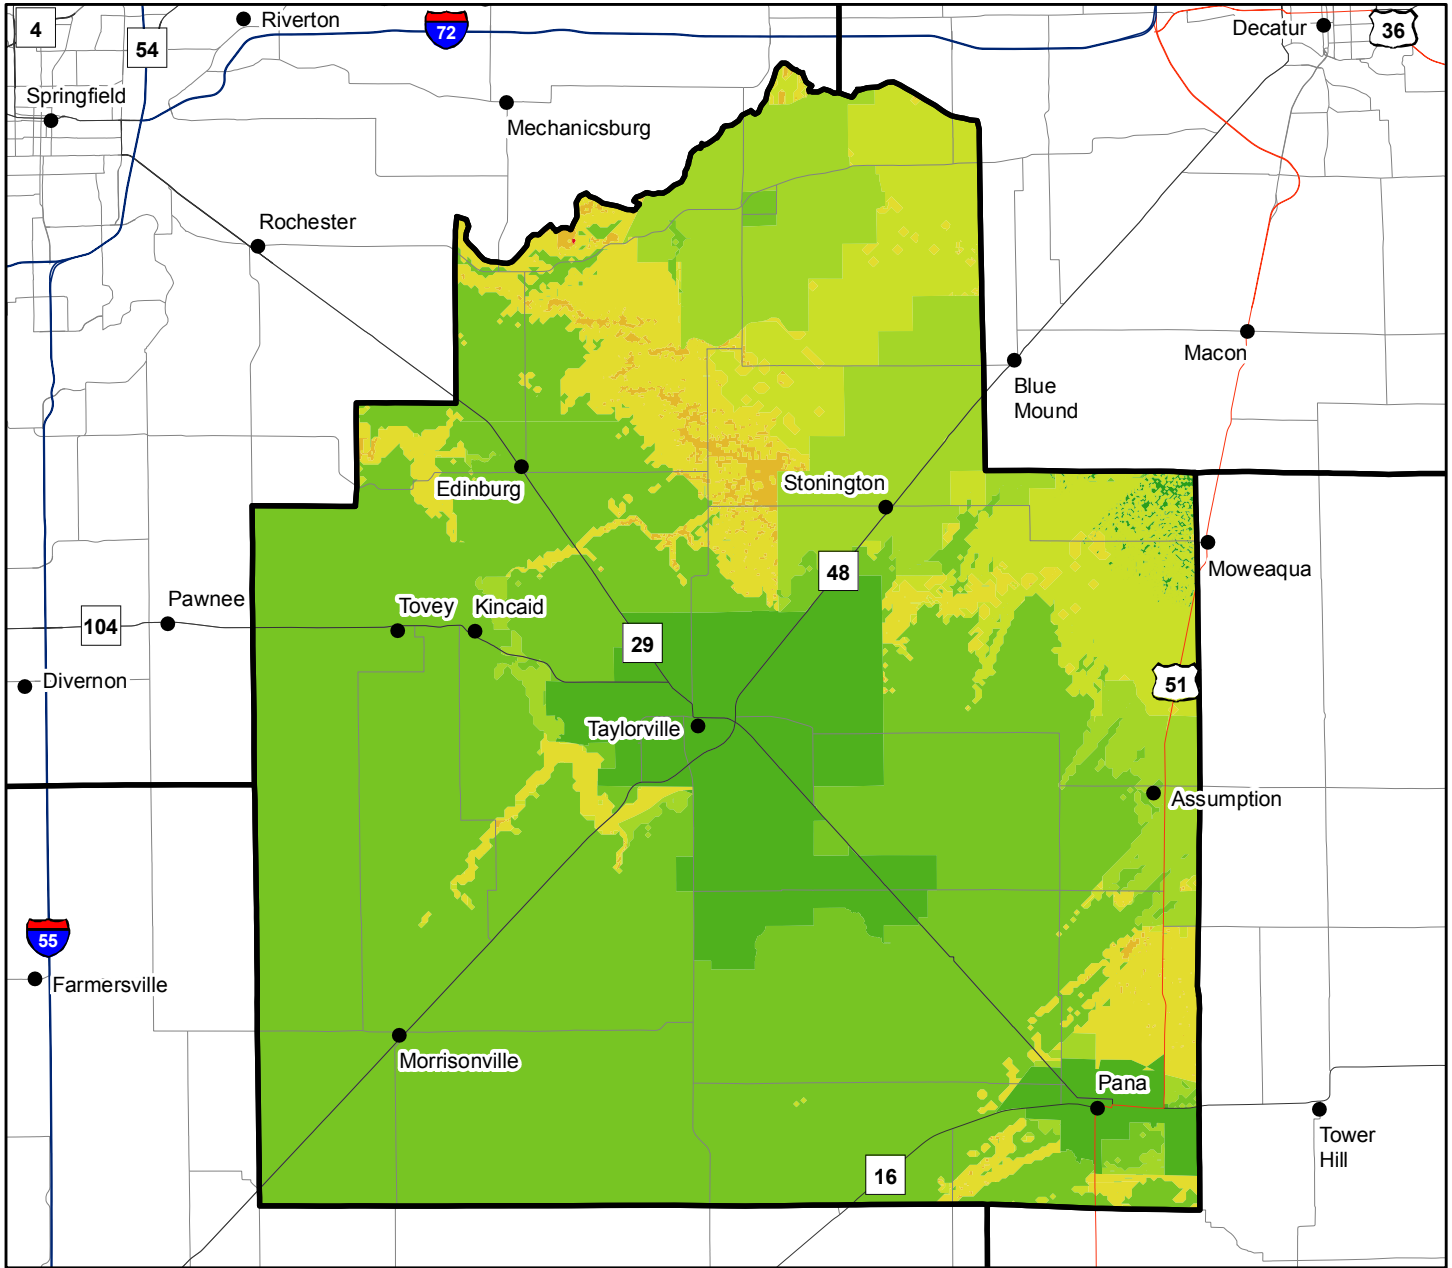 4
Riverton
72
Decatur
36
54
Springfield
Mechanicsburg
Rochester
Macon
Blue
Mound
Edinburg
Stonington
Moweaqua
48
Pawnee
Tovey
Kincaid
104
29
Divernon
51
Taylorville
Assumption
55
Farmersville
Morrisonville
Pana
Tower
Hill
16